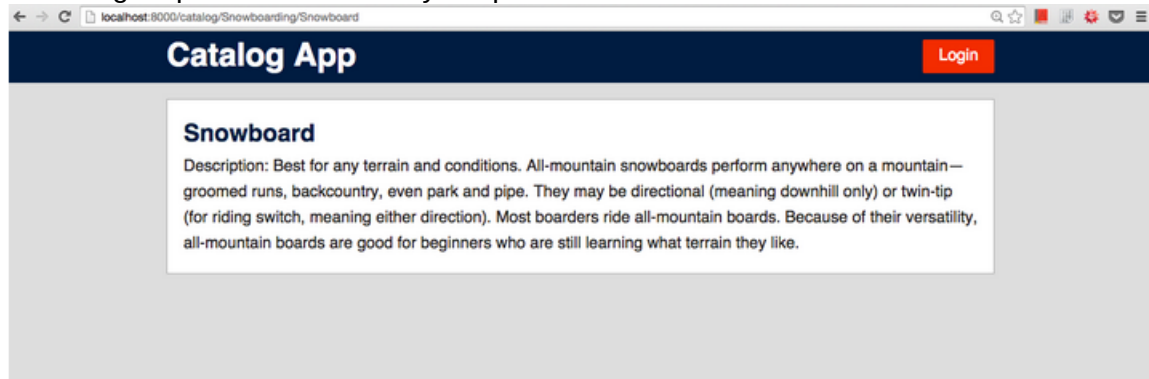 localhost:8000/catalog/Snowboarding/Snowboard
Catalog App
Login
Snowboard
Description: Best for any terrain and conditions. All-mountain snowboards perform anywhere on a mountain—
groomed runs, backcountry, even park and pipe. They may be directional (meaning downhill only) or twin-tip
(for riding switch, meaning either direction). Most boarders ride all-mountain boards. Because of their versatility,
all-mountain boards are good for beginners who are still learning what terrain they like.